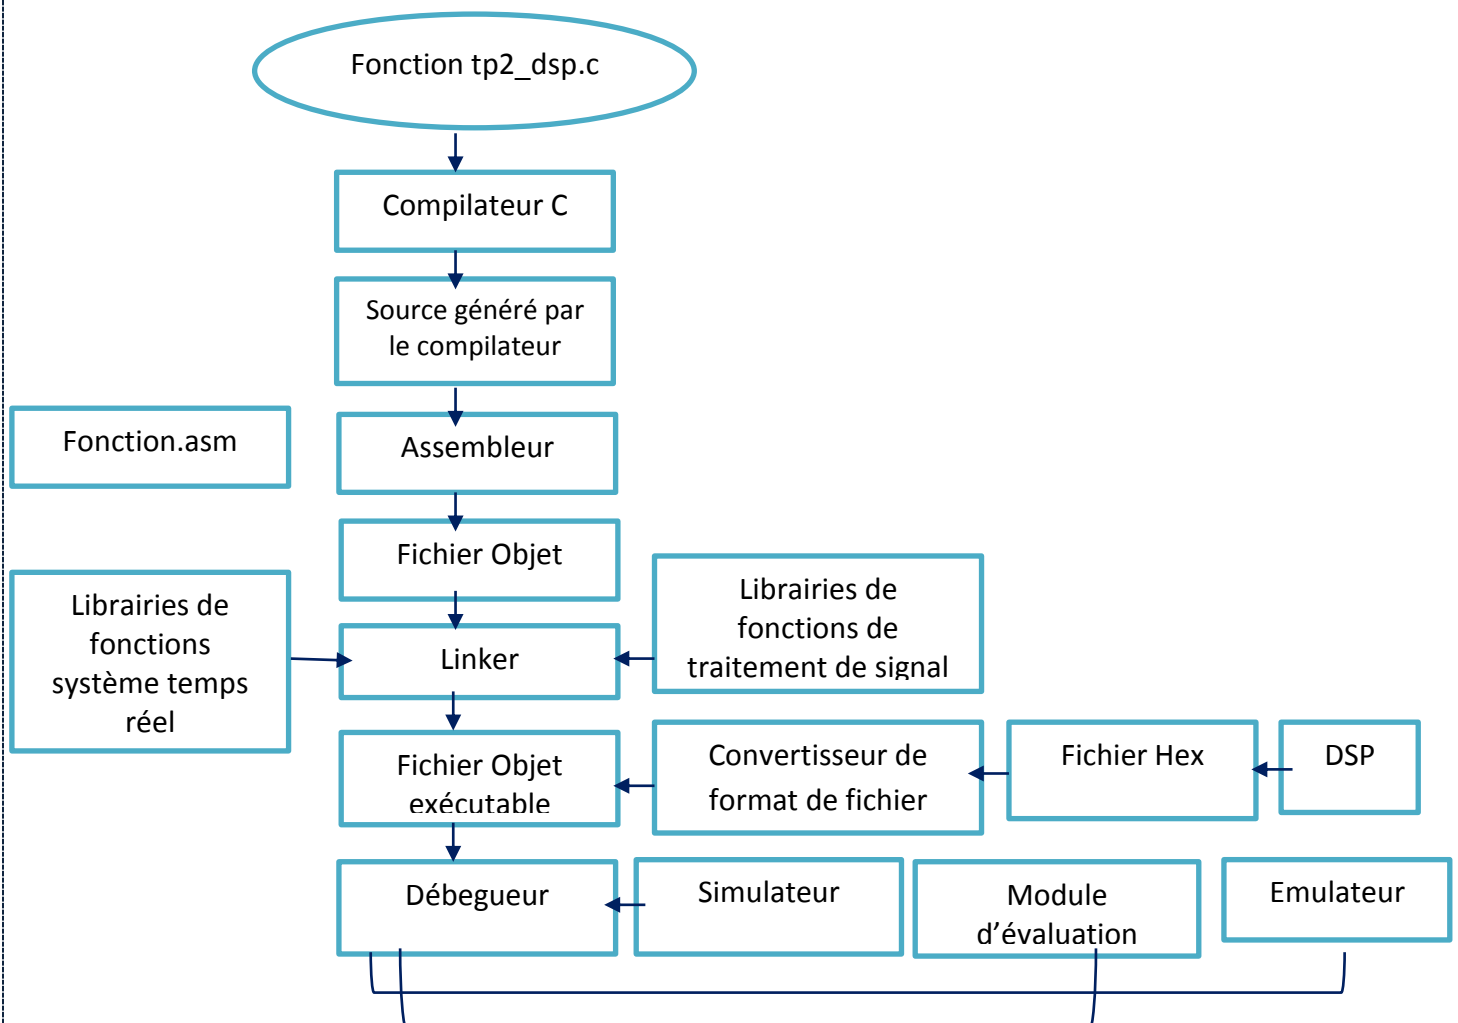 Fonction tp2_dsp.c
Compilateur C
Source généré par
le compilateur
Fonction.asm
Assembleur
Fichier Objet
Librairies de
fonctions
système temps
réel
Linker
Librairies de
fonctions de
traitement de signal
Fichier Objet
exécutable
Convertisseur de
format de fichier
Fichier Hex
DSP
Débegueur
Simulateur
Module
d’évaluation
Emulateur